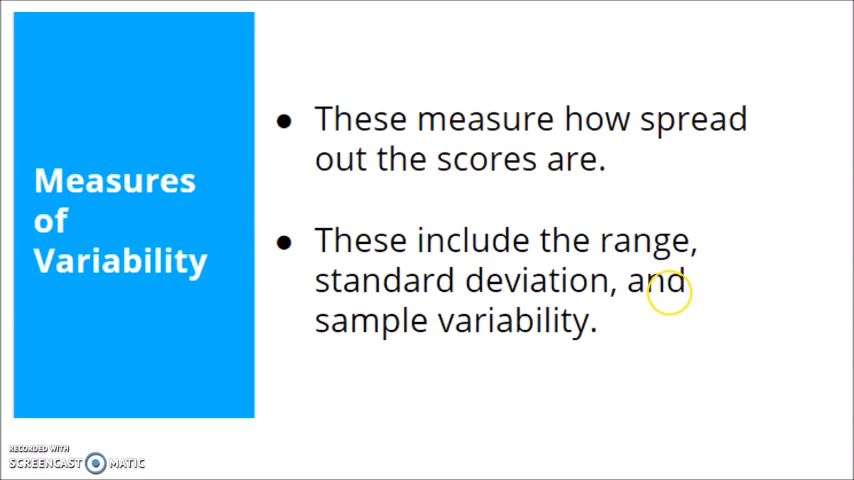 Measures
of
Variability
● These measure how spread
out the scores are.
● These include the range,
standard deviation, and
sample variability.
RECORDED WITH
SCREENCAST MATIC